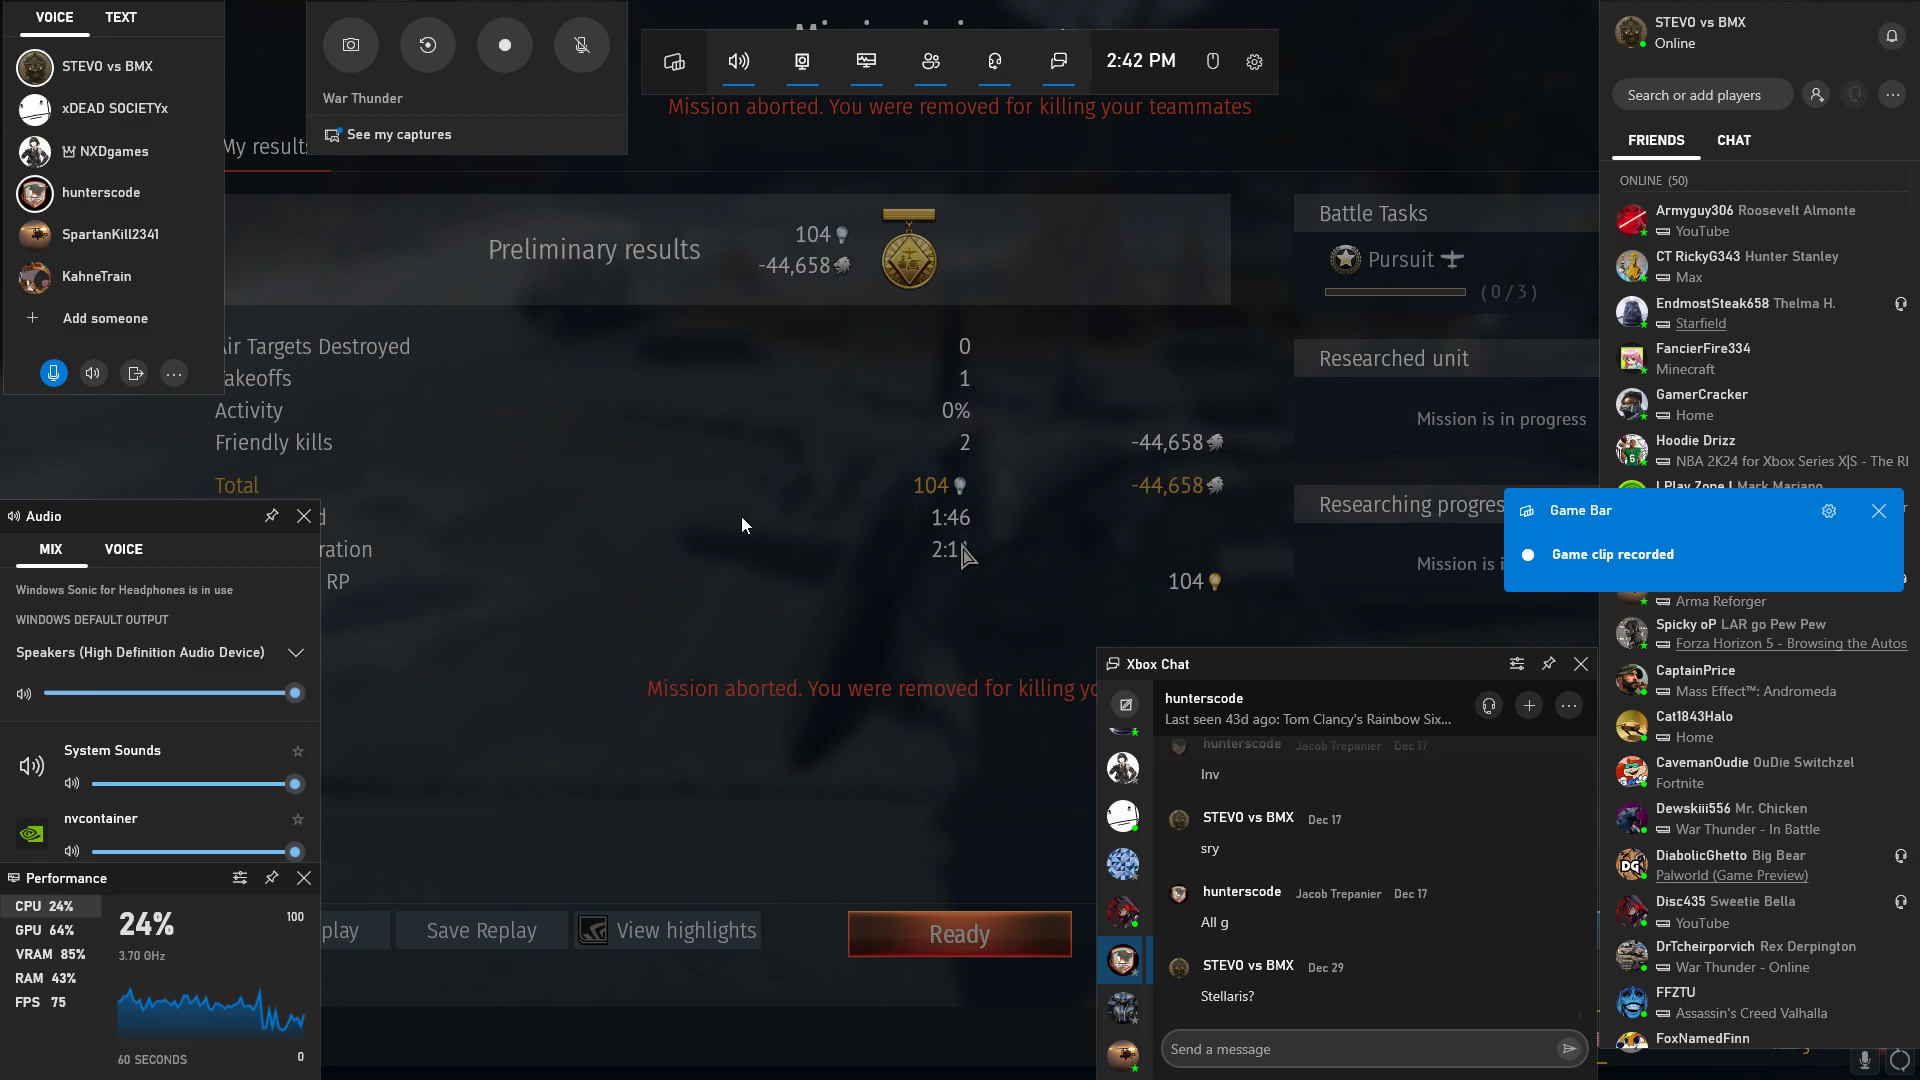 VOICE
TEXT
STEVO vs BMX
xDEAD SOCIETYx
NXDgames
hunterscode
SpartanKill2341
KahneTrain
Add someone
War Thunder
See my captures
2:42 PM
Mission aborted. You were removed for killing your teammates
My results
Preliminary results
104
-44,658
Air Targets Destroyed
0
Takeoffs
1
Activity
0%
Friendly kills
2
-44,658
Total
104
-44,658
1:46
ration
RP
104
Mission aborted. You were removed for killing yo
play
Save Replay
View highlights
Ready
Battle Tasks
Pursuit
(0/3)
Researched unit
Mission is in progress
Researching progres
Mission is i
Audio
MIX
VOICE
Windows Sonic for Headphones is in use
WINDOWS DEFAULT OUTPUT
Speakers (High Definition Audio Device)
System Sounds
nvcontainer
Performance
CPU 24%
GPU 64%
VRAM 85%
RAM 43%
FPS 75
24%
3.70 GHz
100
60 SECONDS
0
Xbox Chat
hunterscode
Last seen 43d ago: Tom Clancy's Rainbow Six...
hunterscode Jacob Trepanier Dec 17
Inv
STEVO vs BMX Dec 17
sry
hunterscode Jacob Trepanier Dec 17
All g
STEVO vs BMX Dec 29
Stellaris?
Send a message
Game Bar
Game clip recorded
STEVO vs BMX
Online
Search or add players
FRIENDS
CHAT
ONLINE (50)
Armyguy306 Roosevelt Almonte
YouTube
CT RickyG343 Hunter Stanley
Max
EndmostSteak658 Thelma H.
Starfield
FancierFire334
Minecraft
GamerCracker
Home
Hoodie Drizz
NBA 2K24 for Xbox Series X|S - The RI
Arma Reforger
Spicky oP LAR go Pew Pew
Forza Horizon 5 - Browsing the Autos
CaptainPrice
Mass Effect™: Andromeda
Cat1843Halo
Home
CavemanOudie OuDie Switchzel
Fortnite
Dewskiii556 Mr. Chicken
War Thunder - In Battle
DiabolicGhetto Big Bear
Palworld (Game Preview)
Disc435 Sweetie Bella
YouTube
DrTcheirporvich Rex Derpington
War Thunder - Online
FFZTU
Assassin's Creed Valhalla
FoxNamedFinn